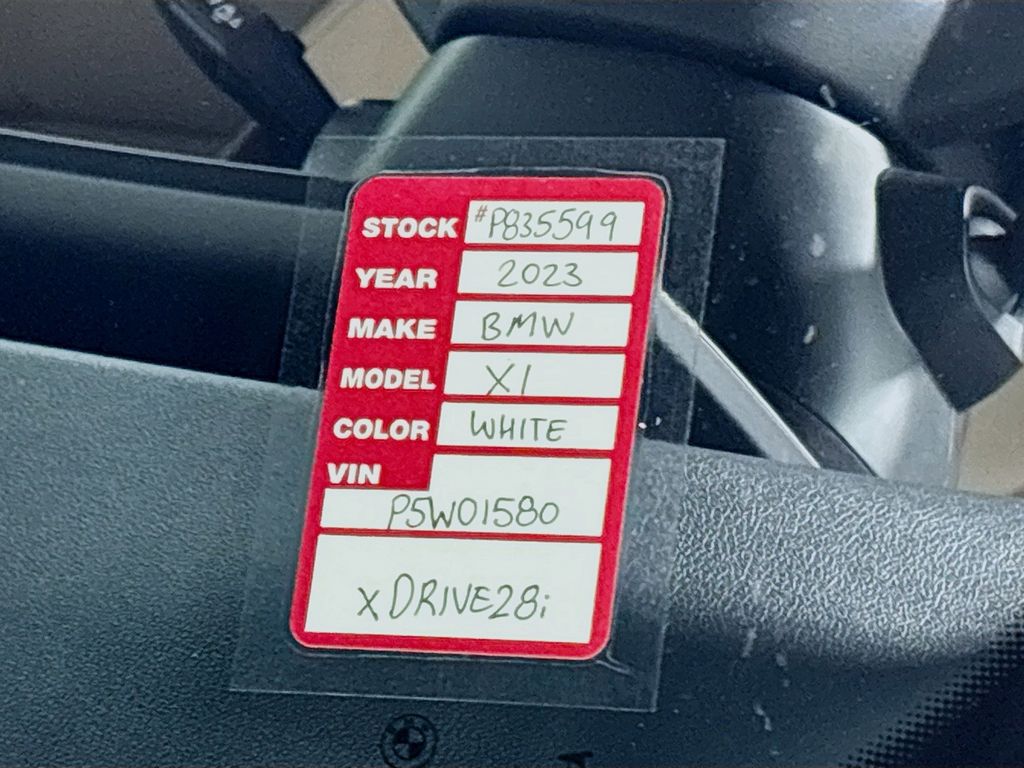 STOCK #P835599
YEAR 2023
MAKE BMW
MODEL X1
COLOR WHITE
VIN
P5W01580
xDRIVE28i